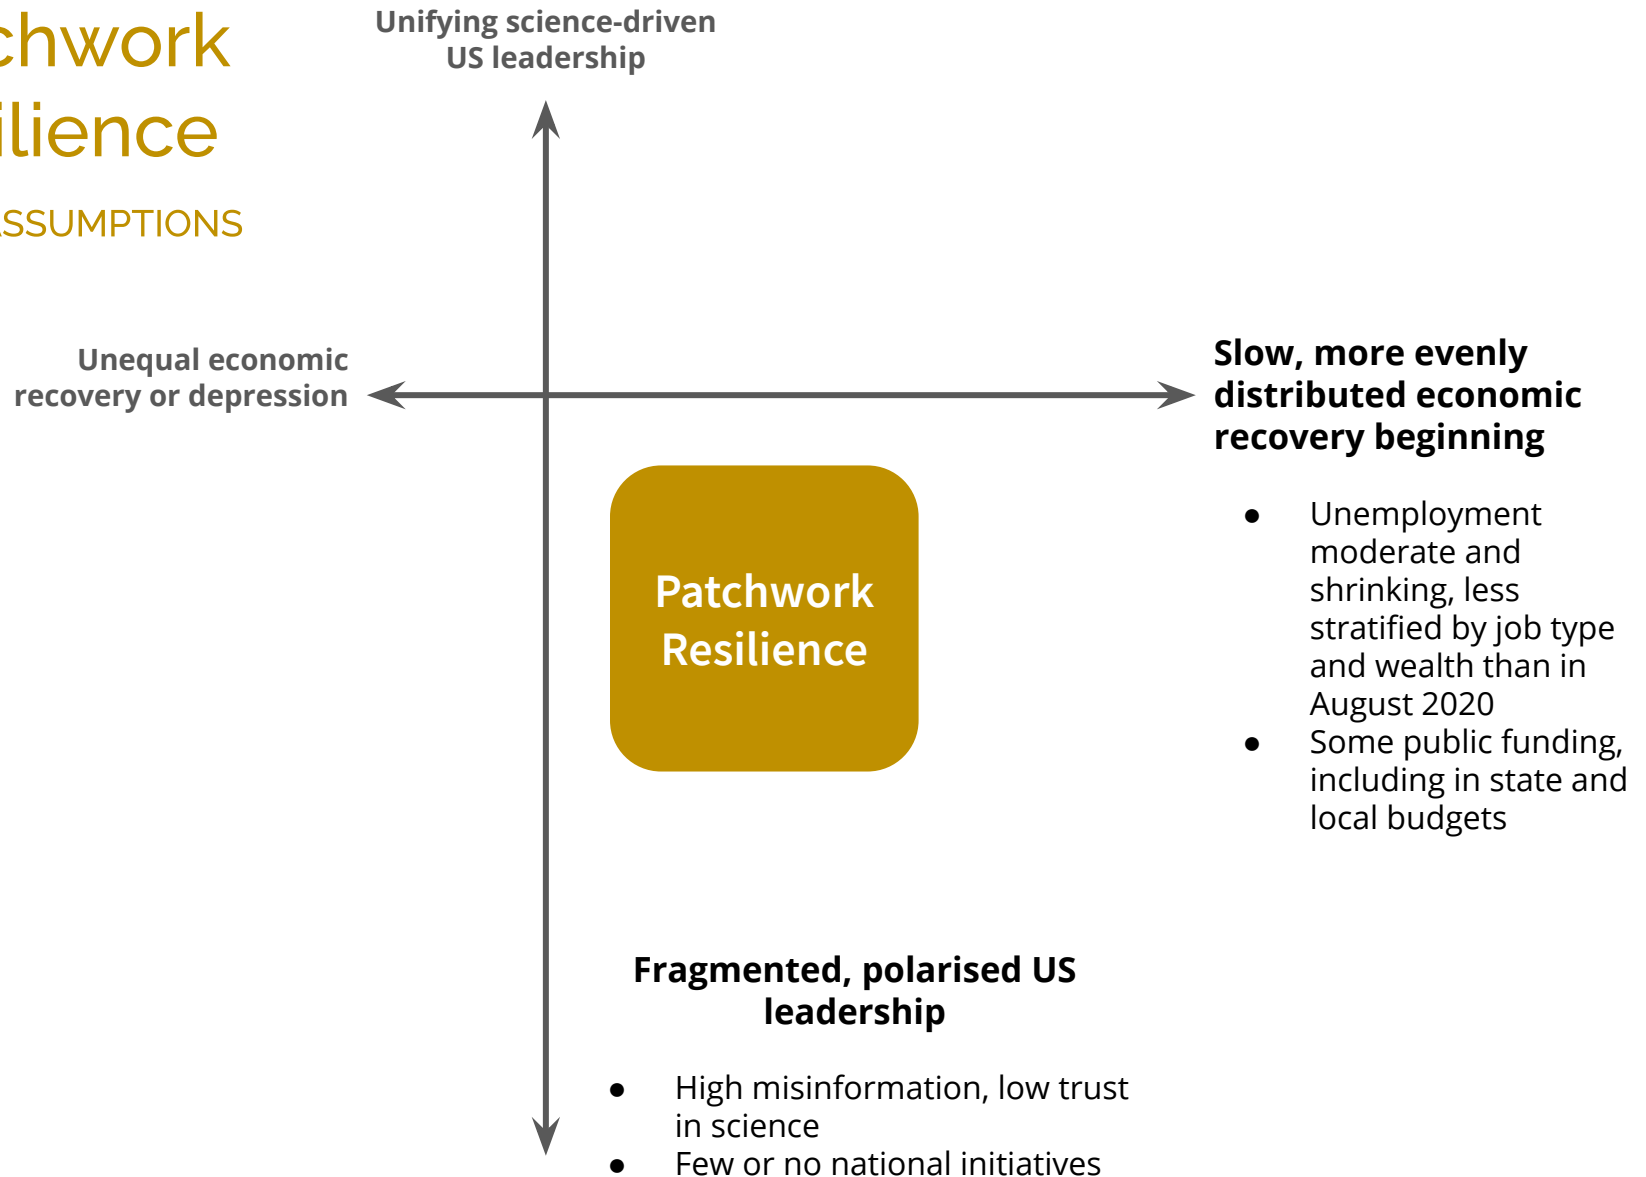 chwork
ilience
ASSUMPTIONS
Unifying science-driven
US leadership
Unequal economic
recovery or depression
Slow, more evenly
distributed economic
recovery beginning
● Unemployment
moderate and
shrinking, less
stratified by job type
and wealth than in
August 2020
● Some public funding,
including in state and
local budgets
Patchwork
Resilience
Fragmented, polarised US
leadership
● High misinformation, low trust
in science
● Few or no national initiatives